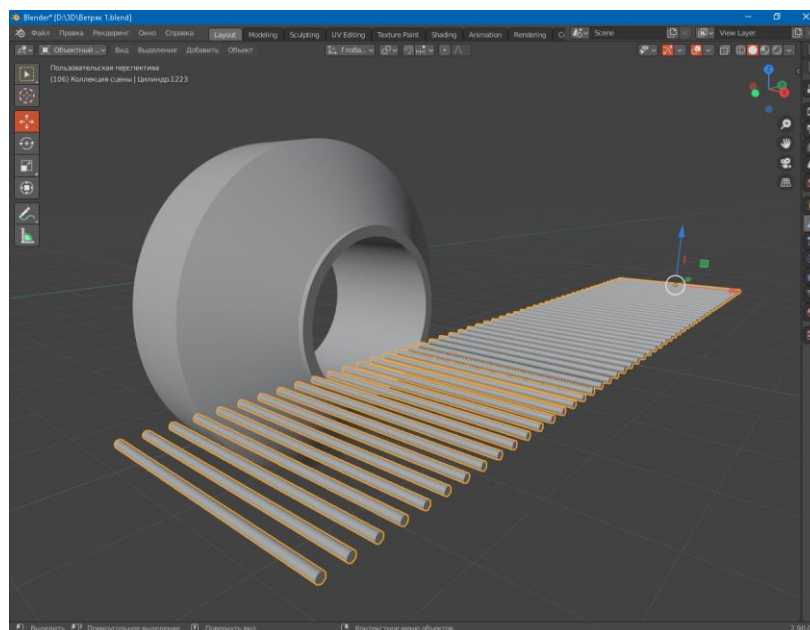 Blender* [D:\3D\Ветряк 1.blend]
Файл Правка Рендеринг Окно Справка Layout Modeling Sculpting UV Editing Texture Paint Shading Animation Rendering Scene View Layer
Объектный .. Вид Выделение Добавить Объект Глоба..
Пользовательская перспектива
(106) Коллекция сцены | Цилиндр.1223
Z
Выделить Прямоугольное выделение Повернуть вид Контекстное меню объектов 2.90